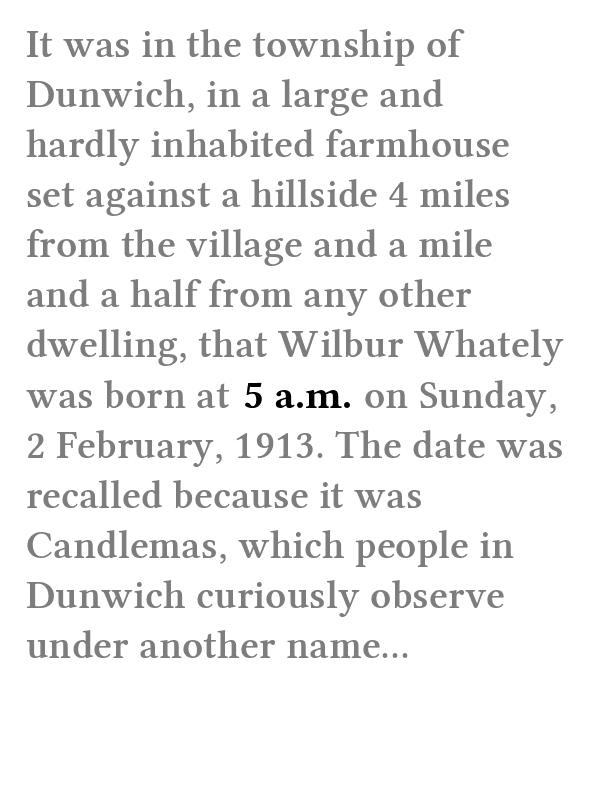 It was in the township of
Dunwich, in a large and
hardly inhabited farmhouse
set against a hillside 4 miles
from the village and a mile
and a half from any other
dwelling, that Wilbur Whately
was born at 5 a.m. on Sunday,
2 February, 1913. The date was
recalled because it was
Candlemas, which people in
Dunwich curiously observe
under another name...